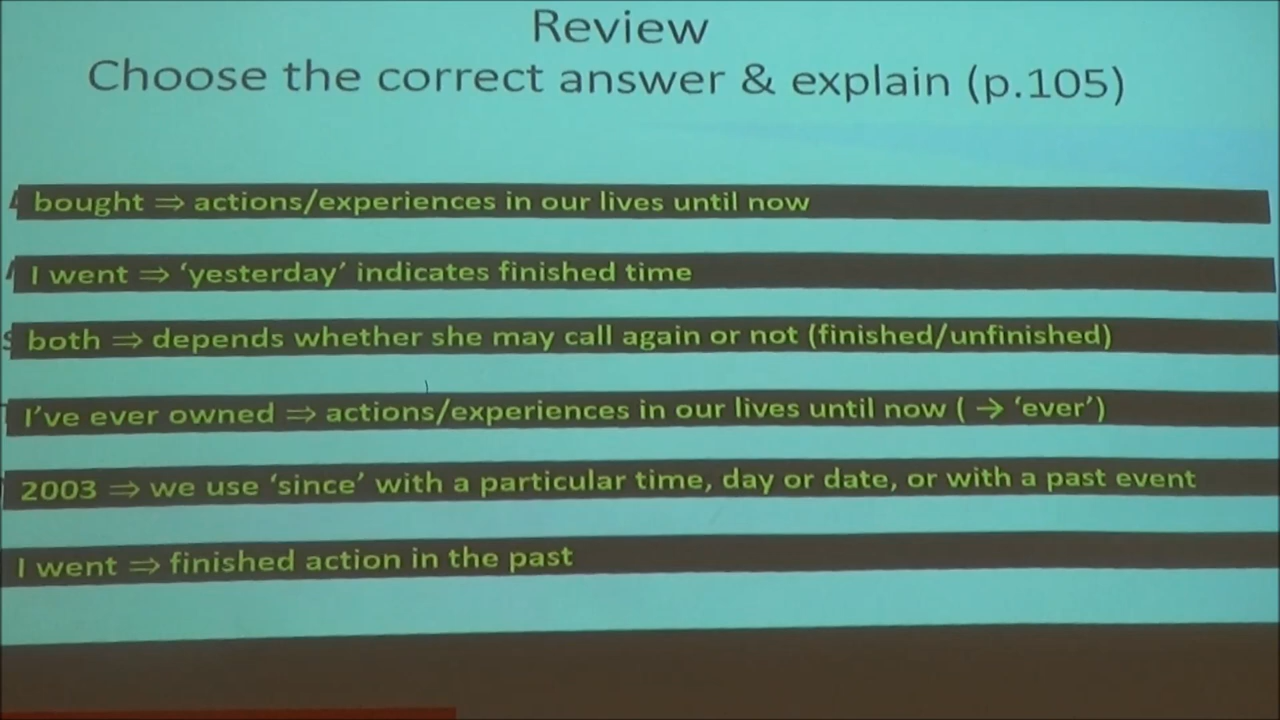 Review
Choose the correct answer & explain (p.105)
bought ⇒ actions/experiences in our lives until now
I went ⇒ ‘yesterday’ indicates finished time
both ⇒ depends whether she may call again or not (finished/unfinished)
I’ve ever owned ⇒ actions/experiences in our lives until now ( → ‘ever’)
2003 ⇒ we use ‘since’ with a particular time, day or date, or with a past event
I went ⇒ finished action in the past